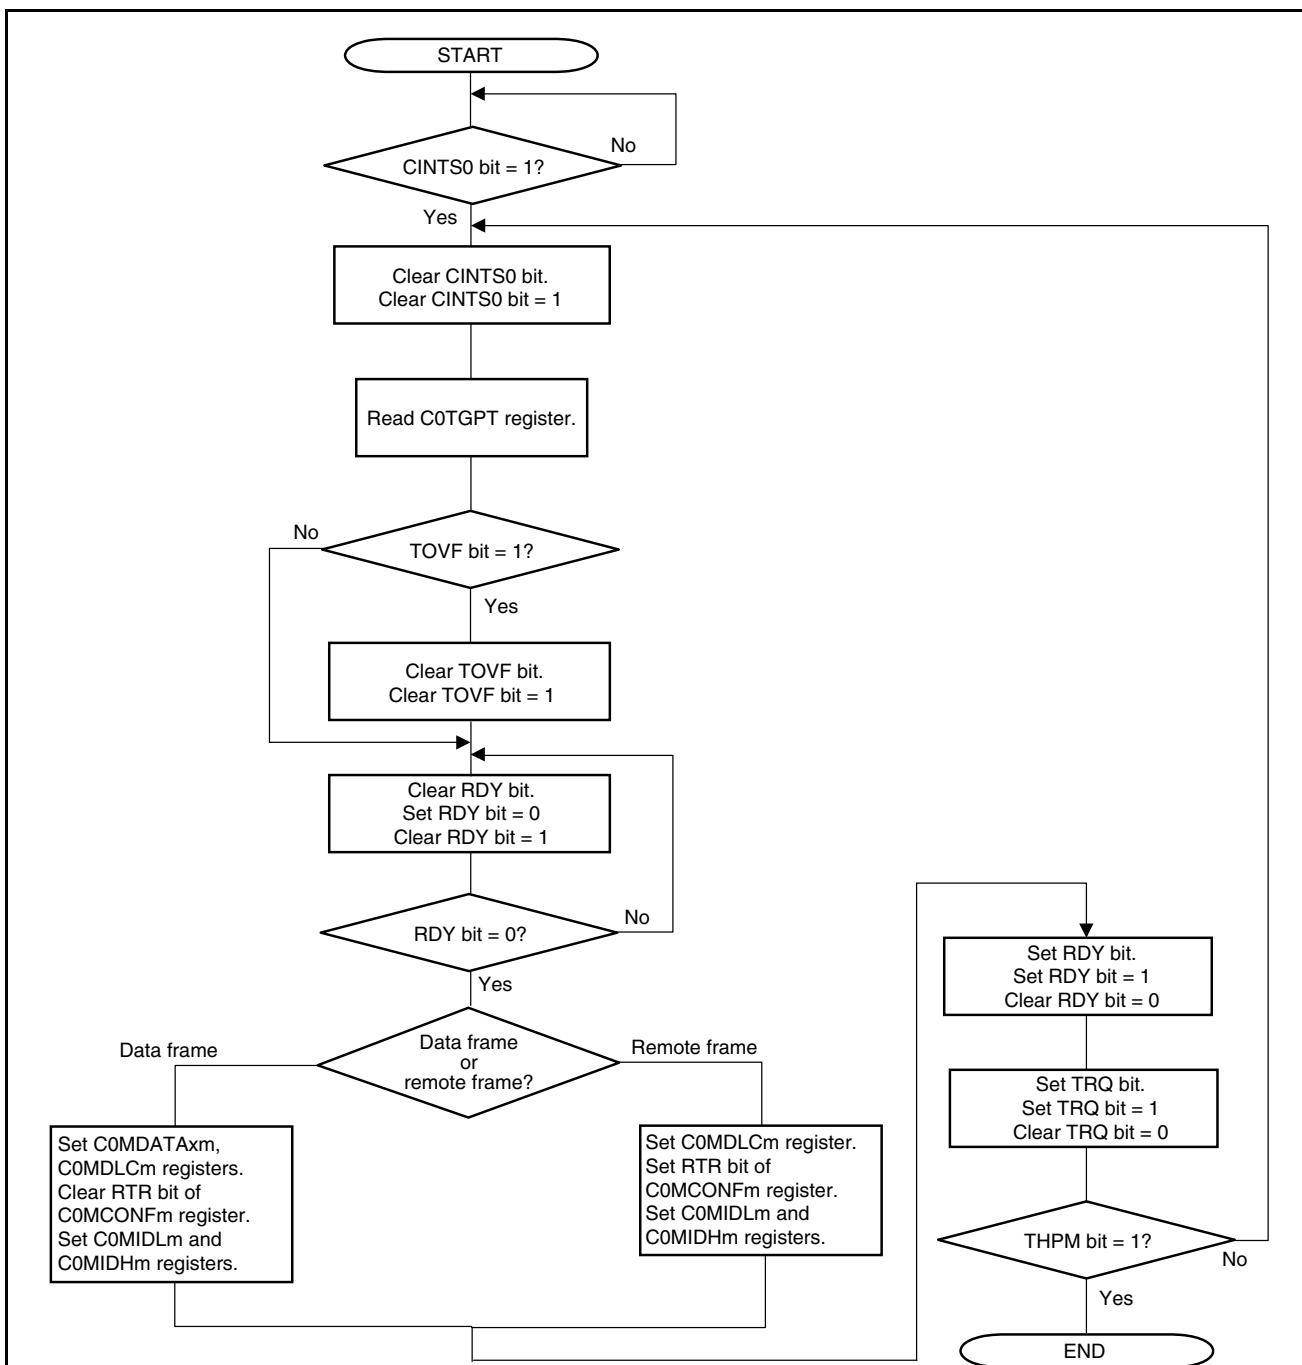 START
CINTS0 bit = 1?
No
Yes
Clear CINTS0 bit.
Clear CINTS0 bit = 1
Read C0TGPT register.
No
TOVF bit = 1?
Yes
Clear TOVF bit.
Clear TOVF bit = 1
Clear RDY bit.
Set RDY bit = 0
Clear RDY bit = 1
RDY bit = 0?
No
Yes
Data frame
Data frame
or
remote frame?
Remote frame
Set C0MDATAxm,
C0MDLCm registers.
Clear RTR bit of
C0MCONFm register.
Set C0MIDLm and
C0MIDHm registers.
Set C0MDLCm register.
Set RTR bit of
C0MCONFm register.
Set C0MIDLm and
C0MIDHm registers.
Set RDY bit.
Set RDY bit = 1
Clear RDY bit = 0
Set TRQ bit.
Set TRQ bit = 1
Clear TRQ bit = 0
THPM bit = 1?
No
Yes
END